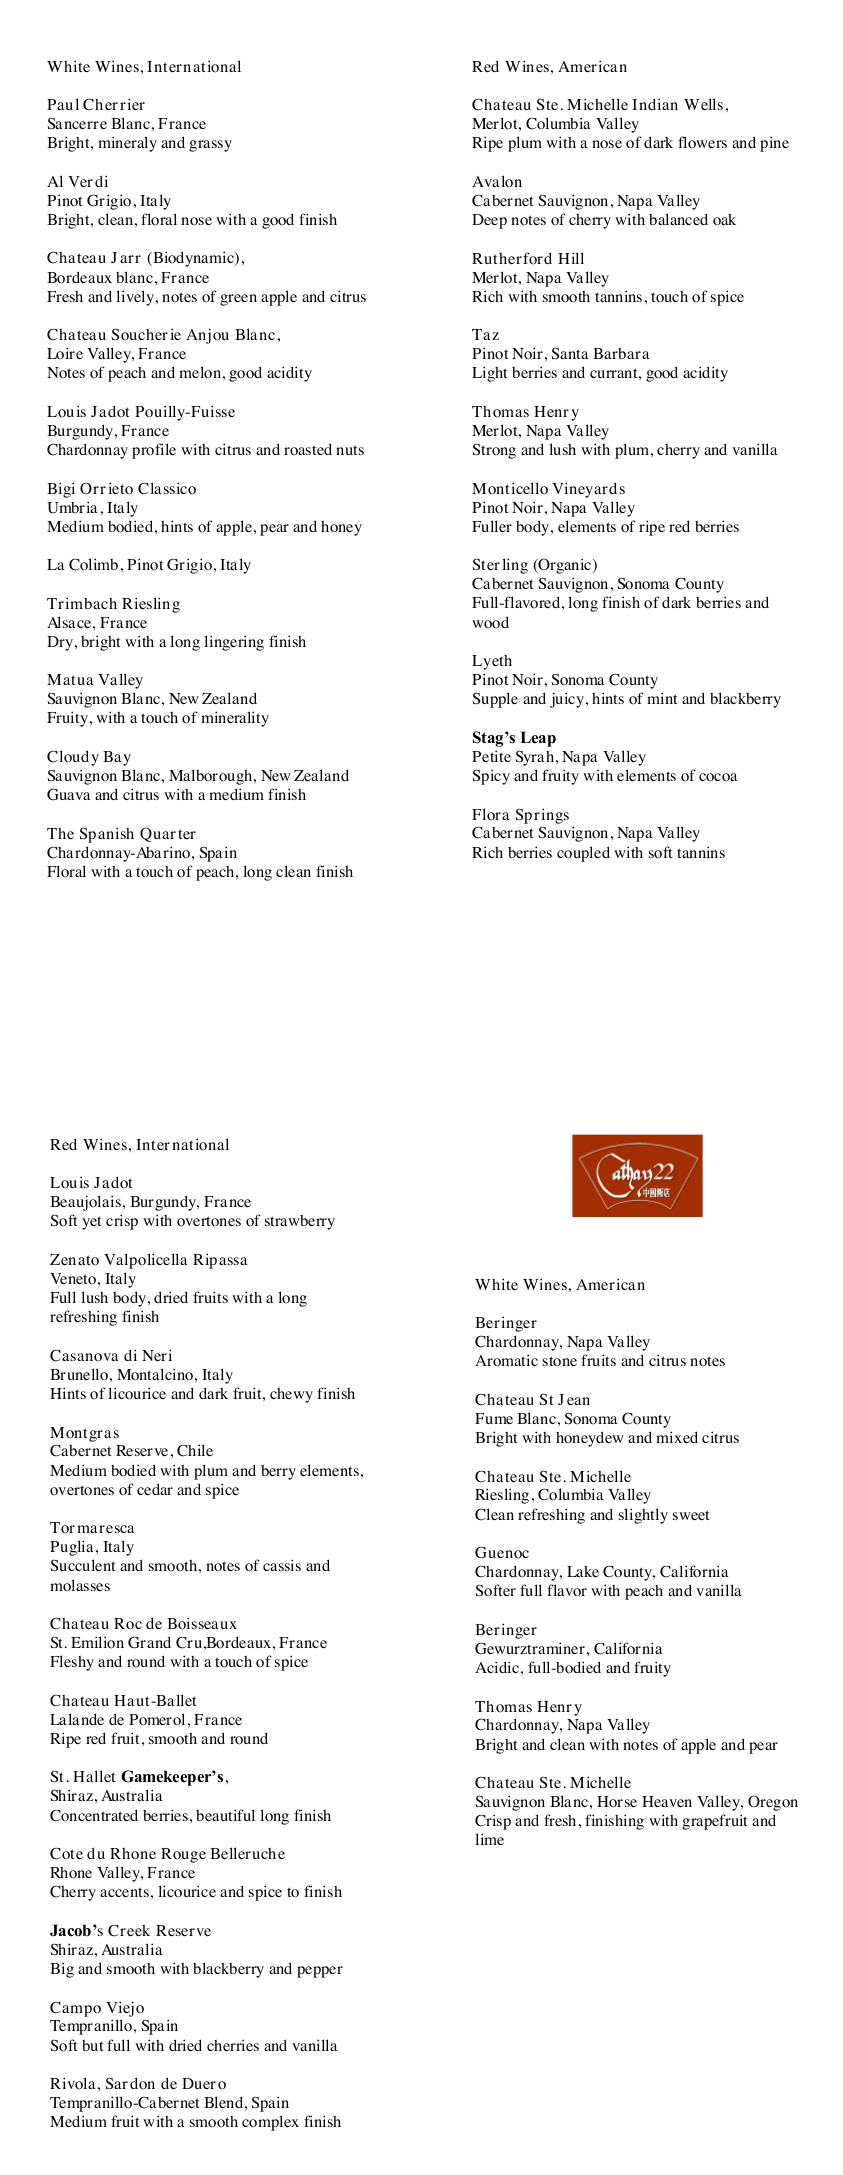 White Wines, International
Paul Cherrier
Sancerre Blanc, France
Bright, mineraly and grassy
Al Verdi
Pinot Grigio, Italy
Bright, clean, floral nose with a good finish
Chateau Jarr (Biodynamic),
Bordeaux blanc, France
Fresh and lively, notes of green apple and citrus
Chateau Soucherie Anjou Blanc,
Loire Valley, France
Notes of peach and melon, good acidity
Louis Jadot Pouilly-Fuisse
Burgundy, France
Chardonnay profile with citrus and roasted nuts
Bigi Orrieto Classico
Umbria, Italy
Medium bodied, hints of apple, pear and honey
La Colimb, Pinot Grigio, Italy
Trimbach Riesling
Alsace, France
Dry, bright with a long lingering finish
Matua Valley
Sauvignon Blanc, New Zealand
Fruity, with a touch of minerality
Cloudy Bay
Sauvignon Blanc, Malborough, New Zealand
Guava and citrus with a medium finish
The Spanish Quarter
Chardonnay-Abarino, Spain
Floral with a touch of peach, long clean finish
Red Wines, American
Chateau Ste. Michelle Indian Wells,
Merlot, Columbia Valley
Ripe plum with a nose of dark flowers and pine
Avalon
Cabernet Sauvignon, Napa Valley
Deep notes of cherry with balanced oak
Rutherford Hill
Merlot, Napa Valley
Rich with smooth tannins, touch of spice
Taz
Pinot Noir, Santa Barbara
Light berries and currant, good acidity
Thomas Henry
Merlot, Napa Valley
Strong and lush with plum, cherry and vanilla
Monticello Vineyards
Pinot Noir, Napa Valley
Fuller body, elements of ripe red berries
Sterling (Organic)
Cabernet Sauvignon, Sonoma County
Full-flavored, long finish of dark berries and
wood
Lyeth
Pinot Noir, Sonoma County
Supple and juicy, hints of mint and blackberry
Stag’s Leap
Petite Syrah, Napa Valley
Spicy and fruity with elements of cocoa
Flora Springs
Cabernet Sauvignon, Napa Valley
Rich berries coupled with soft tannins
Red Wines, International
Louis Jadot
Beaujolais, Burgundy, France
Soft yet crisp with overtones of strawberry
Zenato Valpolicella Ripassa
Veneto, Italy
Full lush body, dried fruits with a long
refreshing finish
Casanova di Neri
Brunello, Montalcino, Italy
Hints of licourice and dark fruit, chewy finish
Montgras
Cabernet Reserve, Chile
Medium bodied with plum and berry elements,
overtones of cedar and spice
Tormaresca
Puglia, Italy
Succulent and smooth, notes of cassis and
molasses
Chateau Roc de Boisseaux
St. Emilion Grand Cru,Bordeaux, France
Fleshy and round with a touch of spice
Chateau Haut-Ballet
Lalande de Pomerol, France
Ripe red fruit, smooth and round
St. Hallet Gamekeeper’s,
Shiraz, Australia
Concentrated berries, beautiful long finish
Cote du Rhone Rouge Belleruche
Rhone Valley, France
Cherry accents, licourice and spice to finish
Jacob’s Creek Reserve
Shiraz, Australia
Big and smooth with blackberry and pepper
Campo Viejo
Tempranillo, Spain
Soft but full with dried cherries and vanilla
Rivola, Sardon de Duero
Tempranillo-Cabernet Blend, Spain
Medium fruit with a smooth complex finish
Cathay22
中國飯店
White Wines, American
Beringer
Chardonnay, Napa Valley
Aromatic stone fruits and citrus notes
Chateau St Jean
Fume Blanc, Sonoma County
Bright with honeydew and mixed citrus
Chateau Ste. Michelle
Riesling, Columbia Valley
Clean refreshing and slightly sweet
Guenoc
Chardonnay, Lake County, California
Softer full flavor with peach and vanilla
Beringer
Gewurztraminer, California
Acidic, full-bodied and fruity
Thomas Henry
Chardonnay, Napa Valley
Bright and clean with notes of apple and pear
Chateau Ste. Michelle
Sauvignon Blanc, Horse Heaven Valley, Oregon
Crisp and fresh, finishing with grapefruit and
lime